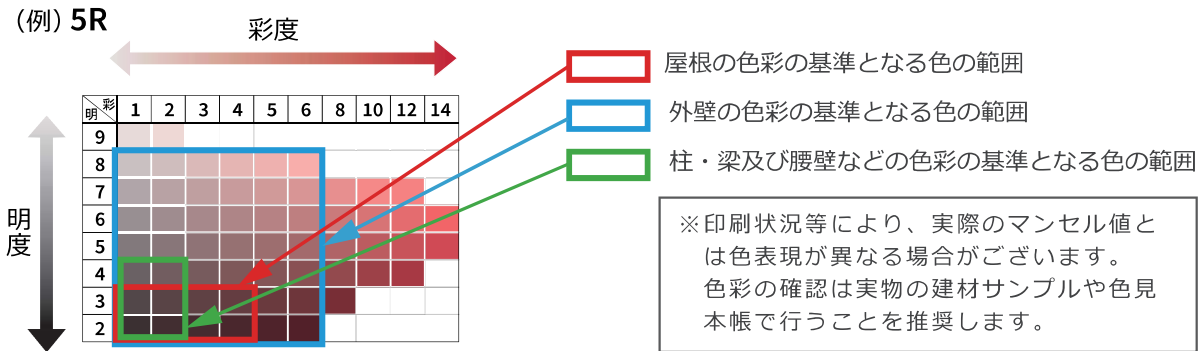 （例）5R
彩度
屋根の色彩の基準となる色の範囲
外壁の色彩の基準となる色の範囲
柱・梁及び腰壁などの色彩の基準となる色の範囲
彩
明
1 2 3 4 5 6 8 10 12 14
9
8
7
6
5
4
3
2
明度
※印刷状況等により、実際のマンセル値と
は色表現が異なる場合がございます。
色彩の確認は実物の建材サンプルや色見
本帳で行うことを推奨します。